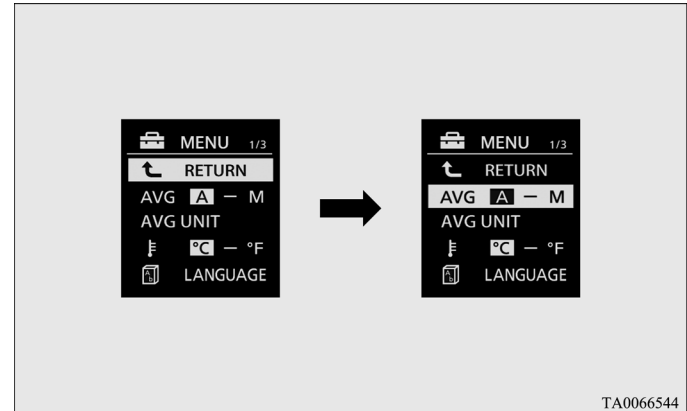 MENU 1/3
RETURN
AVG A — M
AVG UNIT
°C — °F
A b LANGUAGE
MENU 1/3
RETURN
AVG A — M
AVG UNIT
°C — °F
A b LANGUAGE
TA0066544